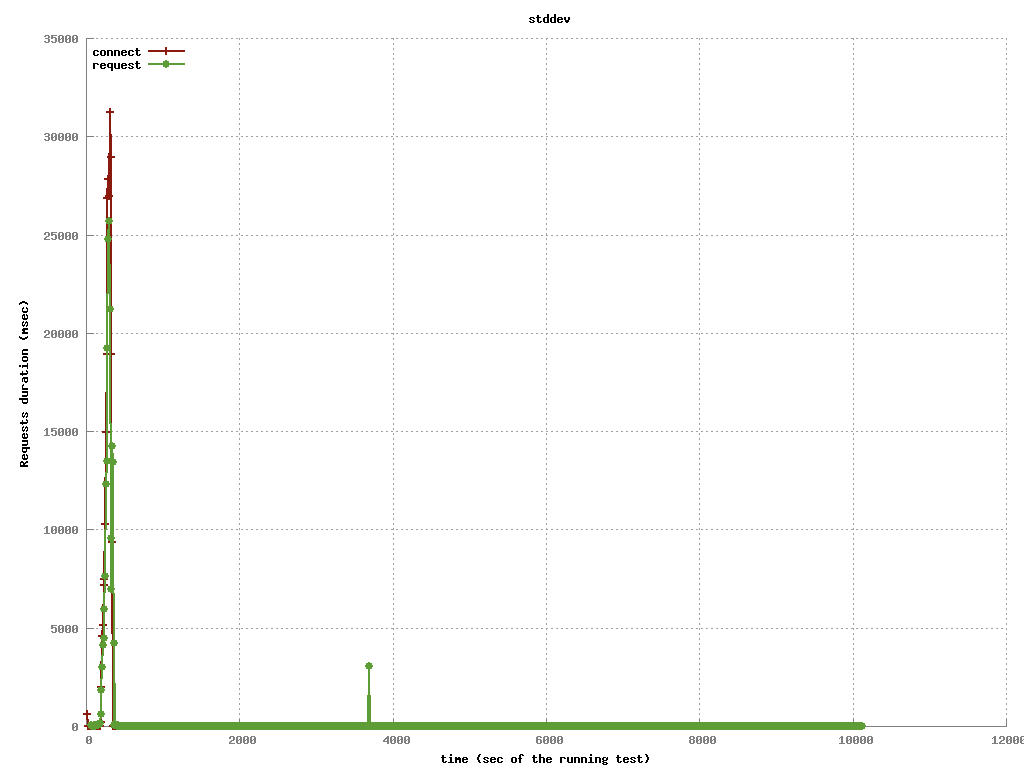 stddev
connect
request
35000
30000
25000
20000
15000
10000
5000
0
Requests duration (msec)
0 2000 4000 6000 8000 10000 12000
time (sec of the running test)